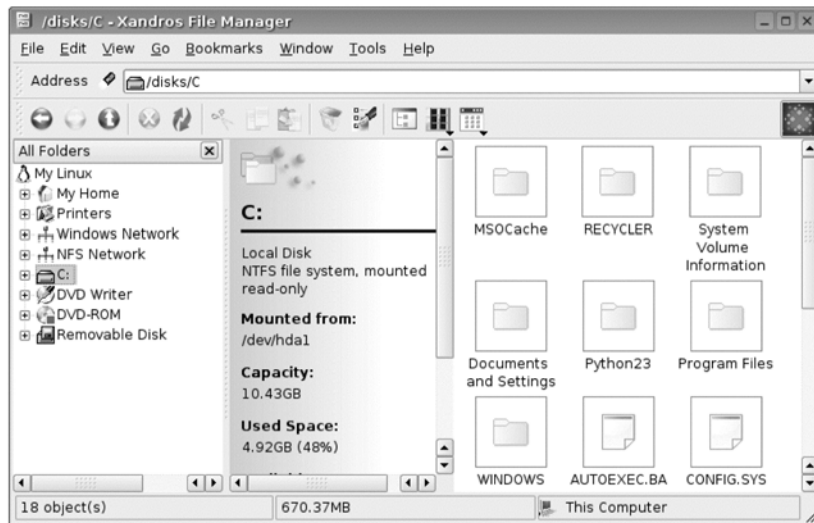 /disks/C - Xandros File Manager
File Edit View Go Bookmarks Window Tools Help
Address /disks/C
All Folders
My Linux
My Home
Printers
Windows Network
NFS Network
C:
DVD Writer
DVD-ROM
Removable Disk
C:
Local Disk
NTFS file system, mounted
read-only
Mounted from:
/dev/hda1
Capacity:
10.43GB
Used Space:
4.92GB (48%)
MSOCache
RECYCLER
System
Volume
Information
Documents
and Settings
Python23
Program Files
WINDOWS
AUTOEXEC.BA
CONFIG.SYS
18 object(s)
670.37MB
This Computer